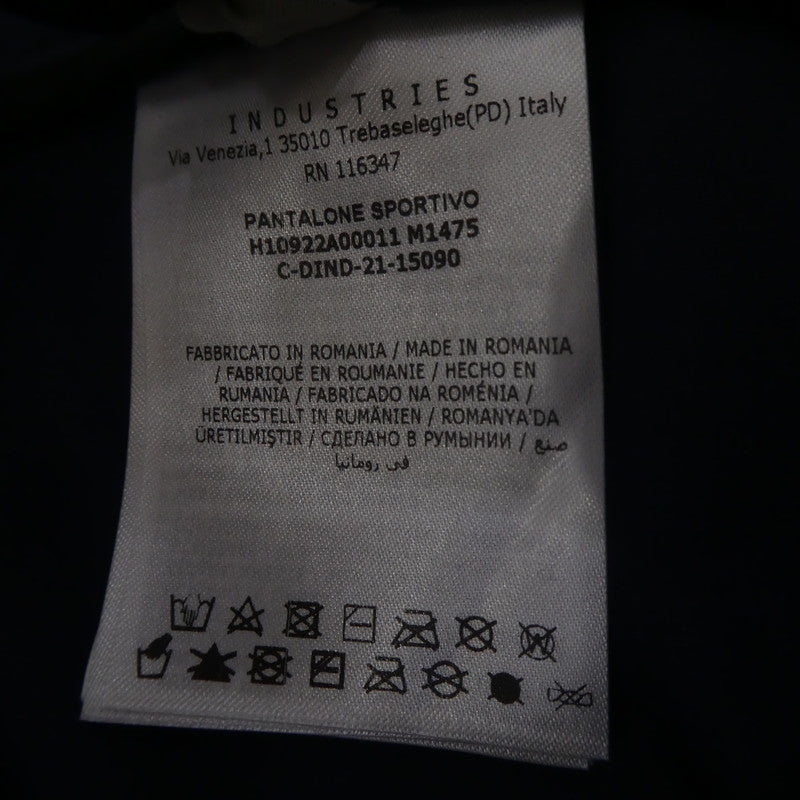 INDUSTRIES
Via Venezia,1 35010 Trebaseleghe(PD) Italy
RN 116347
PANTALONE SPORTIVO
H10922A00011 M1475
C-DIND-21-15090
FABBRICATO IN ROMANIA / MADE IN ROMANIA
/ FABRIQUÉ EN ROUMANIE / HECHO EN
RUMANIA / FABRICADO NA ROMÉNIA /
HERGESTELLT IN RUMÄNIEN / ROMANYA'DA
ÜRETILMIŞTIR / СДЕЛАНО В РУМЫНИИ / صنع
في رومانيا